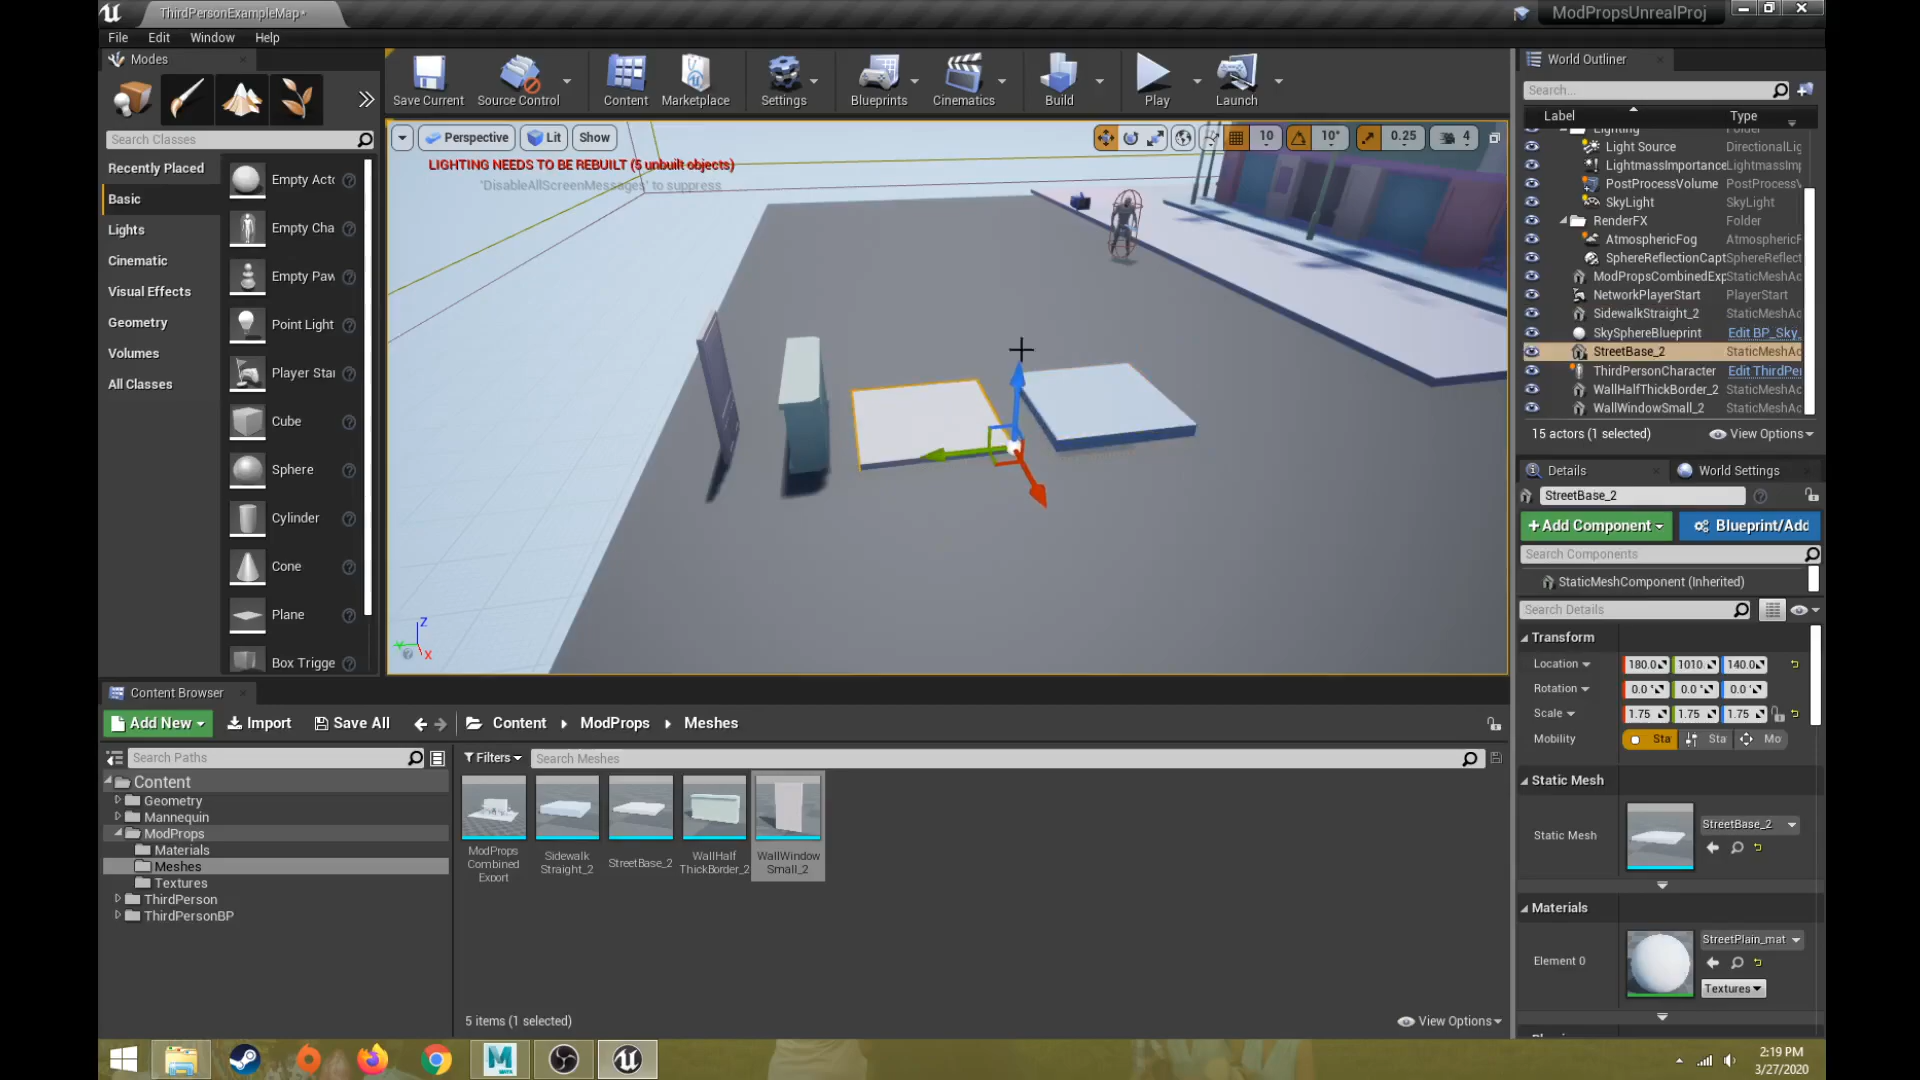 ThirdPersonExampleMap*
ModPropsUnrealProj
File Edit Window Help
Modes
Search Classes
Recently Placed
Basic
Lights
Cinematic
Visual Effects
Geometry
Volumes
All Classes
Empty Acto
Empty Cha
Empty Paw
Point Light
Player Star
Cube
Sphere
Cylinder
Cone
Plane
Box Trigge
Save Current
Source Control
Content
Marketplace
Settings
Blueprints
Cinematics
Build
Play
Launch
Perspective Lit Show
10 10° 0.25 4
LIGHTING NEEDS TO BE REBUILT (5 unbuilt objects)
'DisableAllScreenMessages' to suppress
Z
Y
X
World Outliner
Search...
Label Type
Lighting Folder
Light Source DirectionalLig
LightmassImportance LightmassImp
PostProcessVolume PostProcessV
SkyLight SkyLight
RenderFX Folder
AtmosphericFog AtmosphericF
SphereReflectionCapt SphereReflect
ModPropsCombinedExp StaticMeshAc
NetworkPlayerStart PlayerStart
SidewalkStraight_2 StaticMeshAc
SkySphereBlueprint Edit BP_Sky_
StreetBase_2 StaticMeshAc
ThirdPersonCharacter Edit ThirdPer
WallHalfThickBorder_2 StaticMeshAc
WallWindowSmall_2 StaticMeshAc
15 actors (1 selected) View Options
Details World Settings
StreetBase_2
+Add Component Blueprint/Add
Search Components
StaticMeshComponent (Inherited)
Search Details
Transform
Location 180.0 1010. 140.0
Rotation 0.0 ° 0.0 ° 0.0 °
Scale 1.75 1.75 1.75
Mobility Sta Sta Mo
Static Mesh
Static Mesh StreetBase_2
Materials
Element 0 StreetPlain_mat
Textures
Content Browser
Add New Import Save All Content ModProps Meshes
Search Paths
Filters Search Meshes
Content
Geometry
Mannequin
ModProps
Materials
Meshes
Textures
ThirdPerson
ThirdPersonBP
ModProps
Combined
Export
Sidewalk
Straight_2
StreetBase_2
WallHalf
ThickBorder_2
WallWindow
Small_2
5 items (1 selected) View Options
2:19 PM
3/27/2020